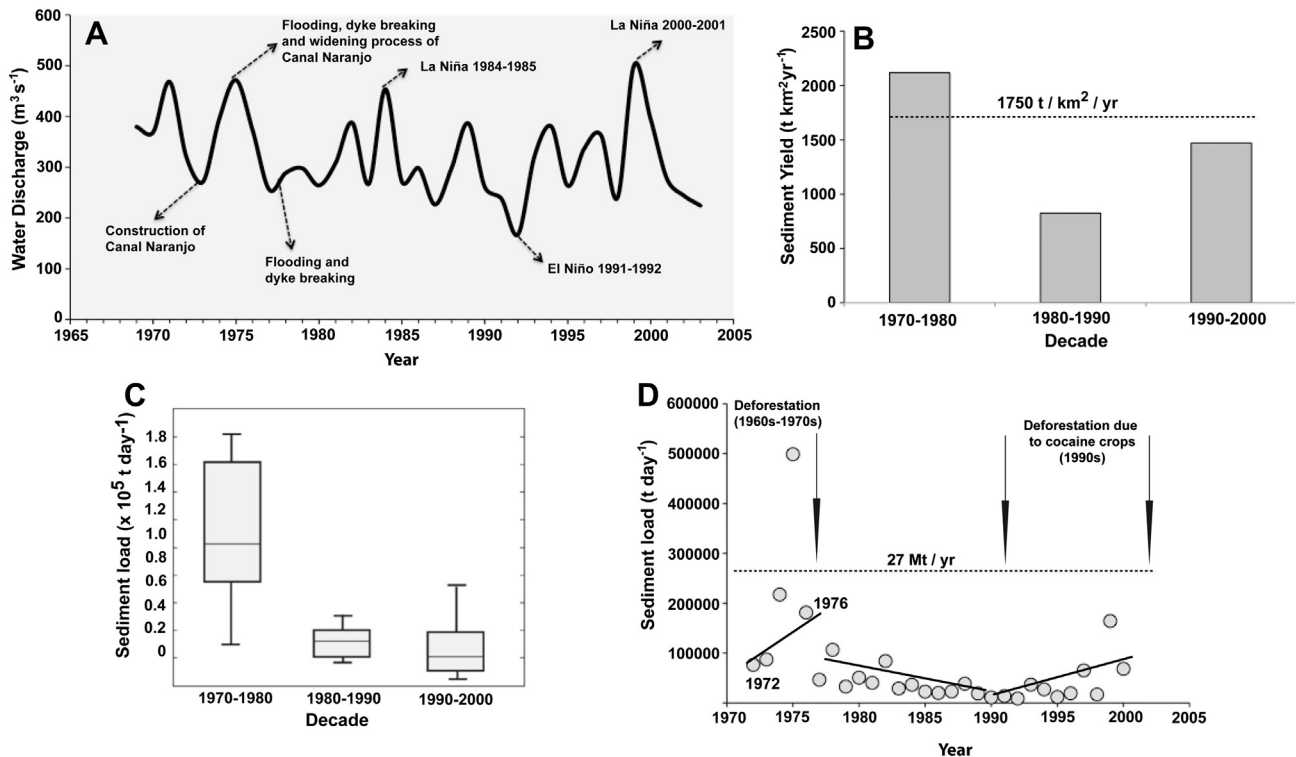 A
Water Discharge (m³s⁻¹)
600
500
400
300
200
100
0
Flooding, dyke breaking
and widening process of
Canal Naranjo
La Niña 1984-1985
La Niña 2000-2001
Construction of
Canal Naranjo
Flooding and
dyke breaking
El Niño 1991-1992
1965 1970 1975 1980 1985 1990 1995 2000 2005
Year
B
Sediment Yield (t km⁻²yr⁻¹)
2500
2000
1500
1000
500
0
1750 t / km² / yr
1970-1980 1980-1990 1990-2000
Decade
C
Sediment load (x 10⁵ t day⁻¹)
1.8
1.6
1.4
1.2
1.0
0.8
0.6
0.4
0.2
0
1970-1980 1980-1990 1990-2000
Decade
D
Sediment load (t day⁻¹)
600000
500000
400000
300000
200000
100000
Deforestation
(1960s-1970s)
Deforestation due
to cocaine crops
(1990s)
27 Mt / yr
1976
1972
1970 1975 1980 1985 1990 1995 2000 2005
Year